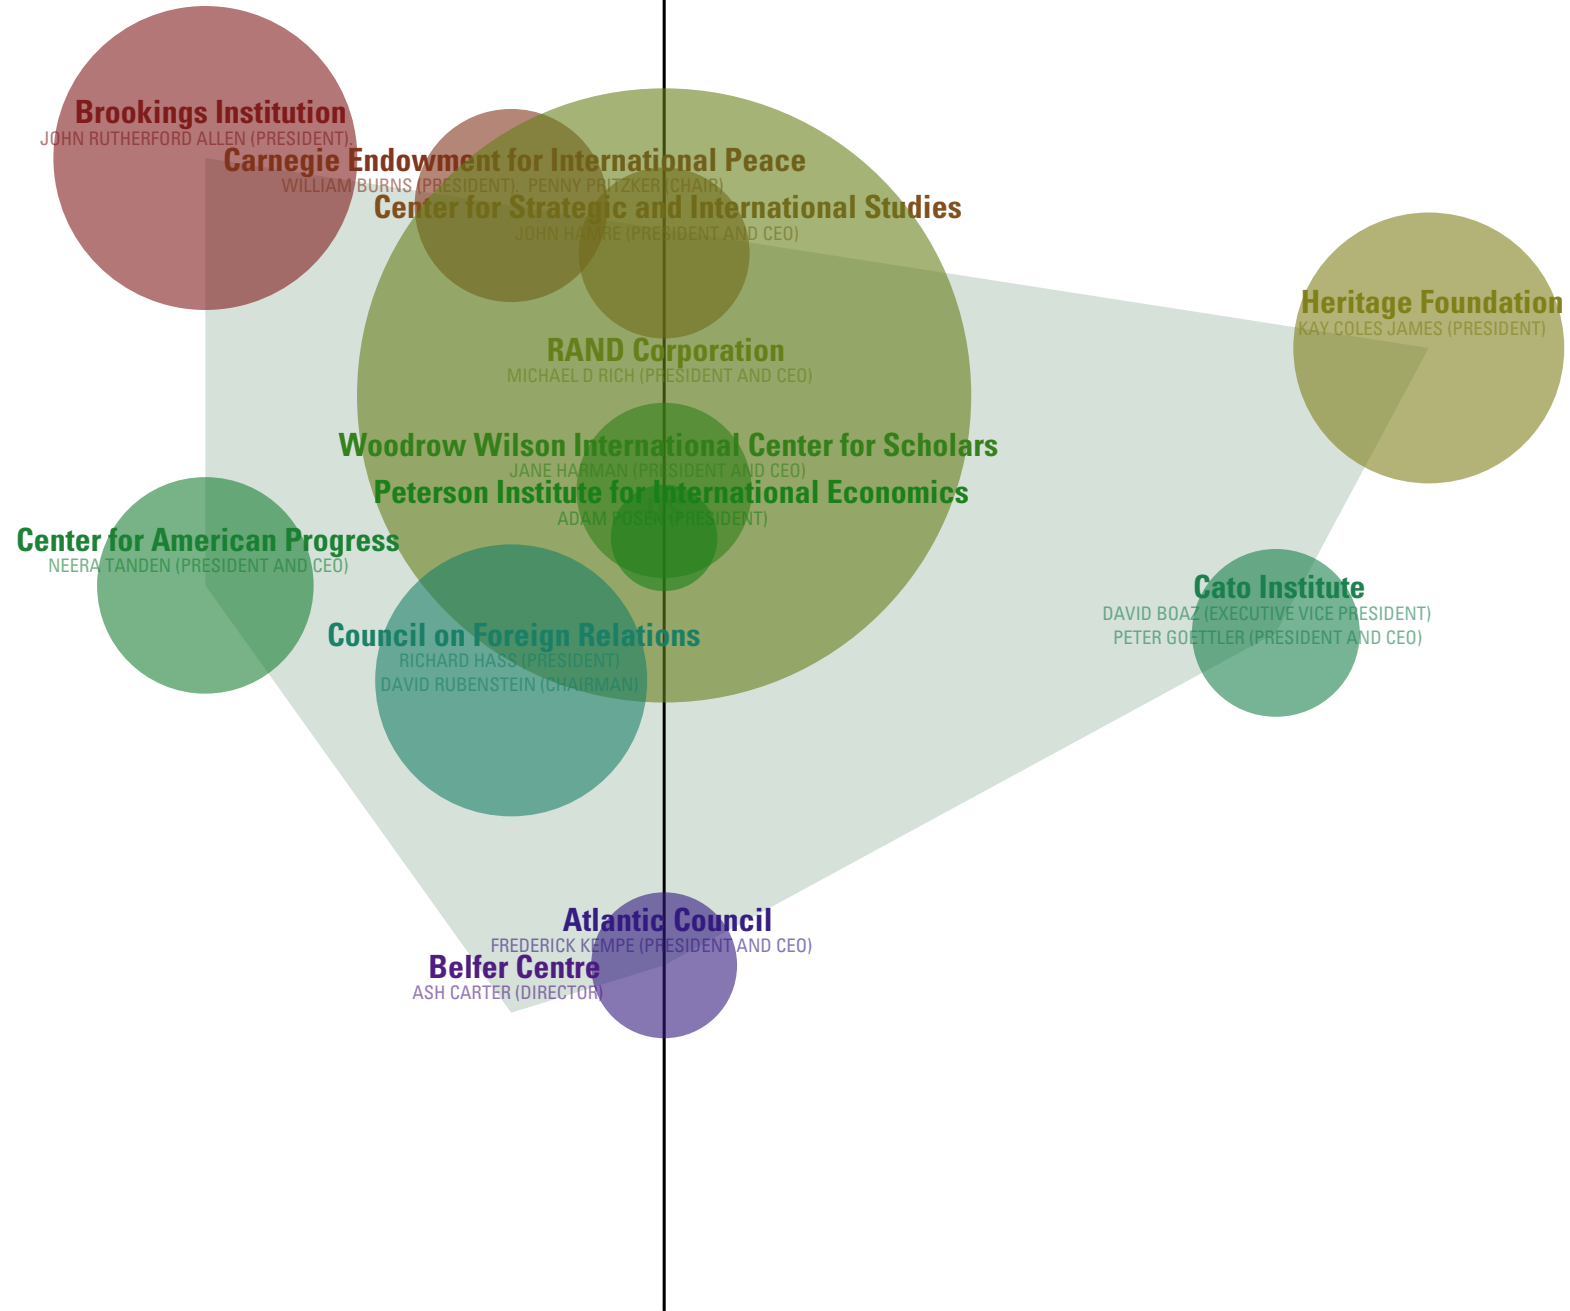 Brookings Institution
JOHN RUTHERFORD ALLEN (PRESIDENT).
Carnegie Endowment for International Peace
WILLIAM BURNS (PRESIDENT).  PENNY PRITZKER (CHAIR)
Center for Strategic and International Studies
JOHN HAMRE (PRESIDENT AND CEO)
Heritage Foundation
KAY COLES JAMES (PRESIDENT)
RAND Corporation
MICHAEL D RICH (PRESIDENT AND CEO)
Woodrow Wilson International Center for Scholars
JANE HARMAN (PRESIDENT AND CEO)
Peterson Institute for International Economics
ADAM POSEN (PRESIDENT)
Center for American Progress
NEERA TANDEN (PRESIDENT AND CEO)
Cato Institute
DAVID BOAZ (EXECUTIVE VICE PRESIDENT)
PETER GOETTLER (PRESIDENT AND CEO)
Council on Foreign Relations
RICHARD HASS (PRESIDENT)
DAVID RUBENSTEIN (CHAIRMAN)
Atlantic Council
FREDERICK KEMPE (PRESIDENT AND CEO)
Belfer Centre
ASH CARTER (DIRECTOR)